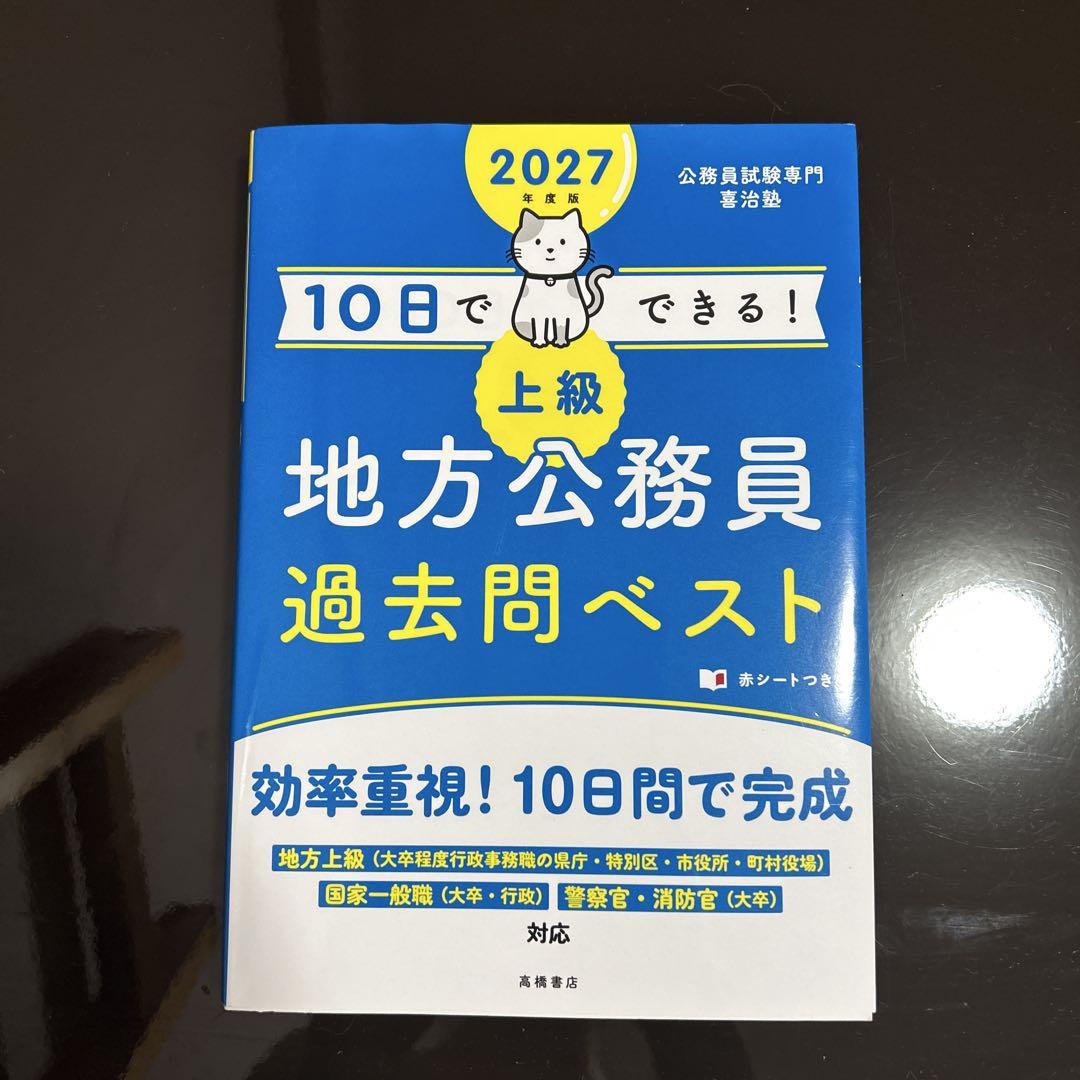 2027
年度版
公務員試験専門
喜治塾
10日で できる！
上級
地方公務員
過去問ベスト
赤シートつき
効率重視！10日間で完成
地方上級（大卒程度行政事務職の県庁・特別区・市役所・町村役場）
国家一般職（大卒・行政） 警察官・消防官（大卒）
対応
高橋書店